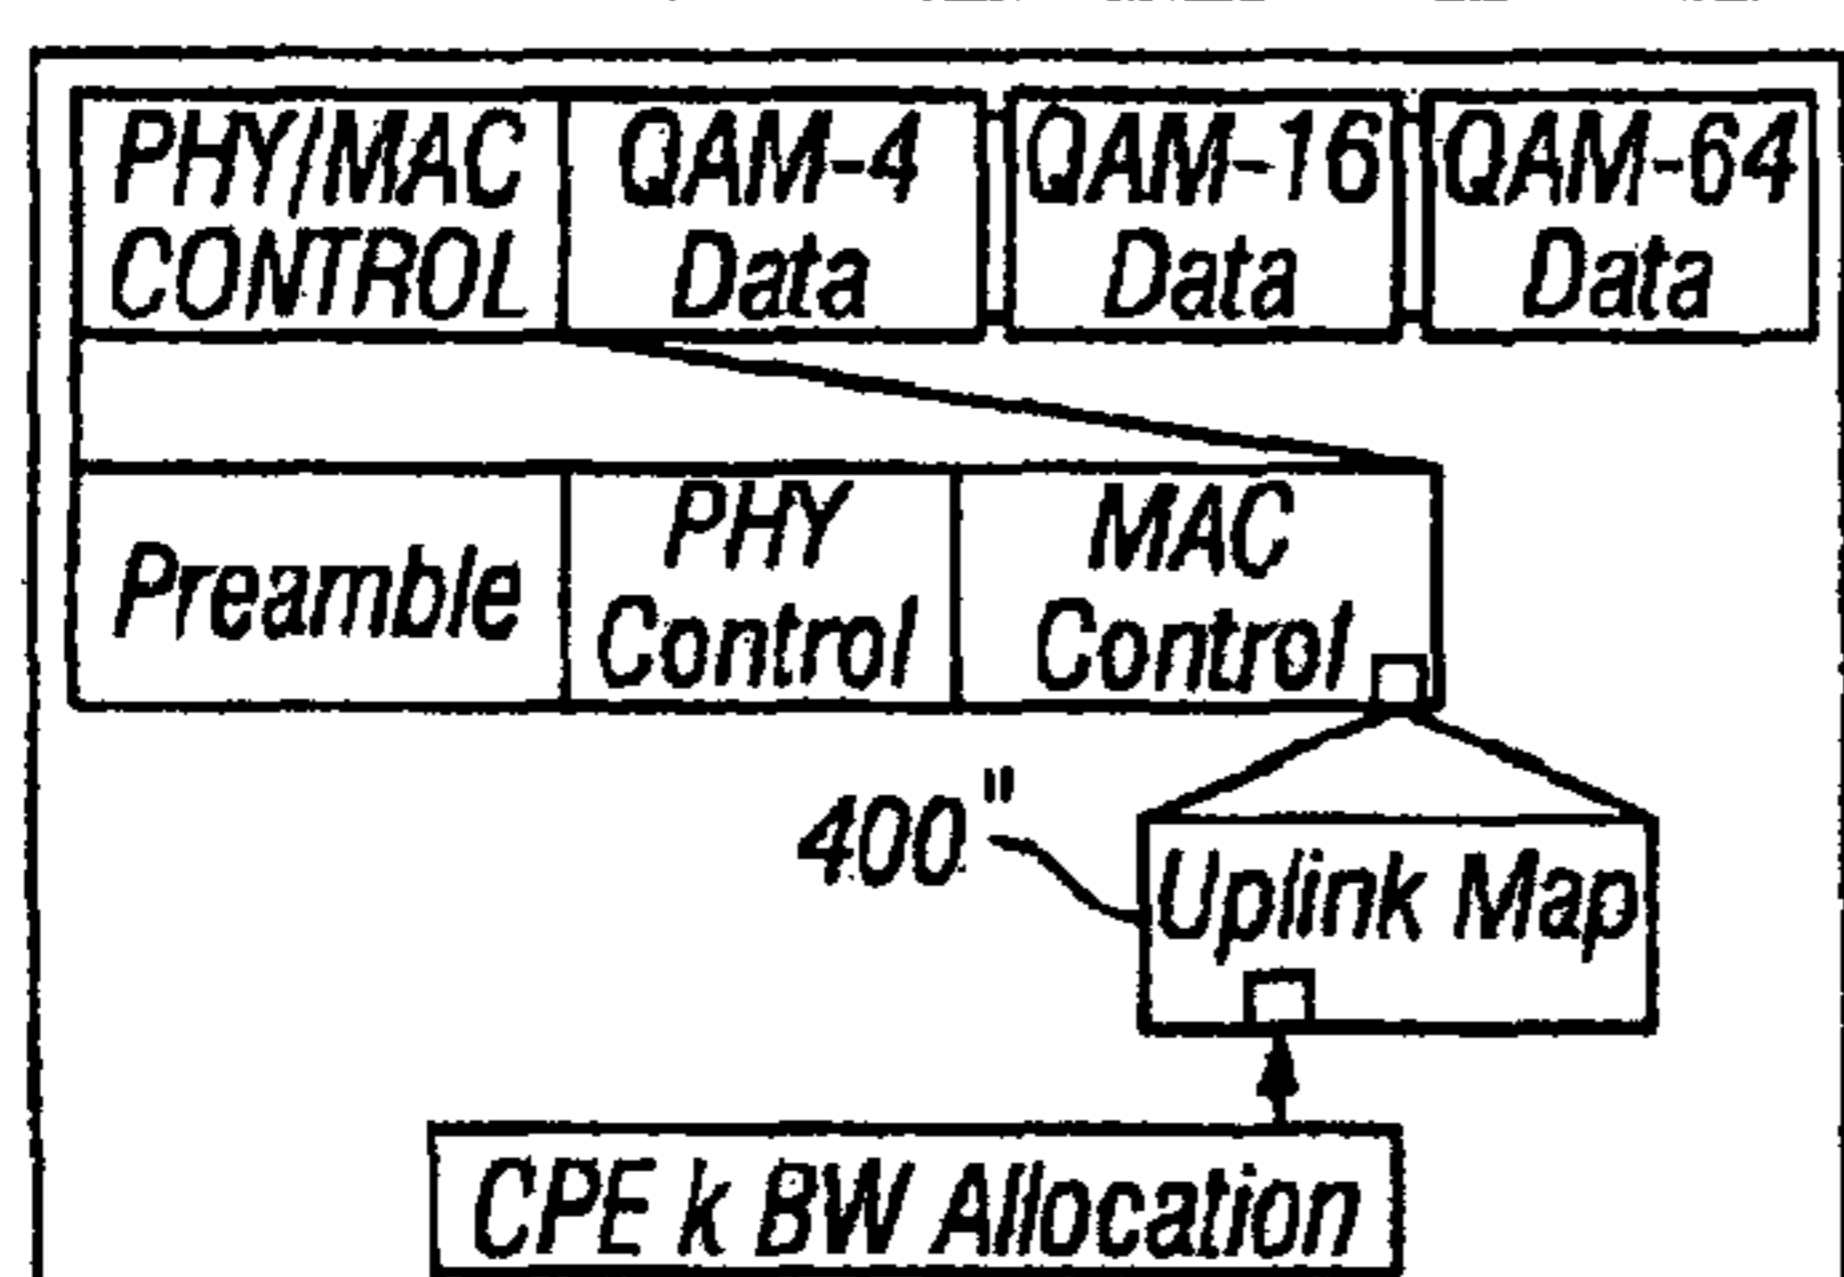 PHY/MAC
CONTROL
QAM-4
Data
QAM-16
Data
QAM-64
Data
Preamble
PHY
Control
MAC
Control
400"
Uplink Map
CPE k BW Allocation